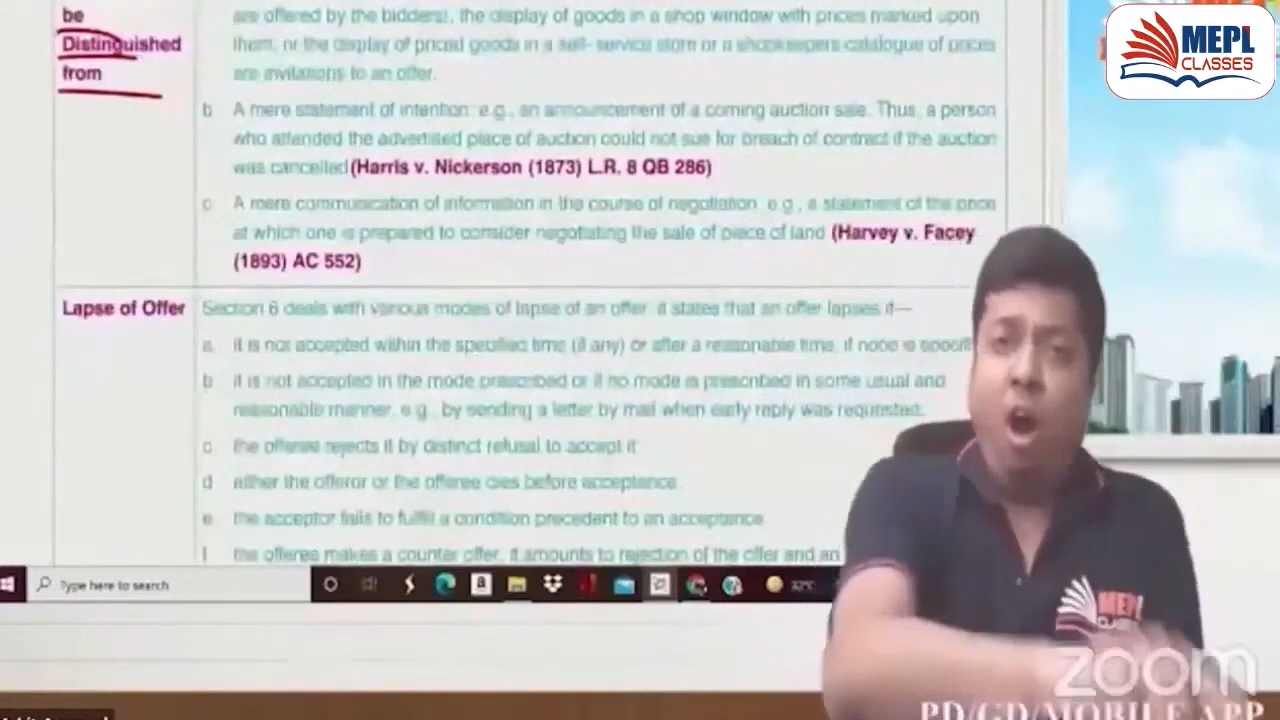 be
Distinguished
from
are offered by the bidders), the display of goods in a shop window with prices marked upon
them, or the display of priced goods in a self- service store or a shopkeepers catalogue of prices
are invitations to an offer.
b A mere statement of intention: e.g., an announcement of a coming auction sale. Thus, a person
who attended the advertised place of auction could not sue for breach of contract if the auction
was cancelled (Harris v. Nickerson (1873) L.R. 8 QB 286)
c A mere communication of information in the course of negotiation: e.g., a statement of the price
at which one is prepared to consider negotiating the sale of piece of land (Harvey v. Facey
(1893) AC 552)
Lapse of Offer
Section 6 deals with various modes of lapse of an offer. it states that an offer lapses if—
a. it is not accepted within the specified time (if any) or after a reasonable time, if none is
b it is not accepted in the mode prescribed or if no mode is prescribed in some usual and
reasonable manner, e.g., by sending a letter by mail when early reply was requested.
c the offeree rejects it by distinct refusal to accept it
d either the offeror or the offeree dies before acceptance.
e the acceptor fails to fulfill a condition precedent to an acceptance
f the offeree makes a counter offer, it amounts to rejection of the offer and an
Type here to search
32°C
MEPL
CLASSES
MEPL
zoom
PD/GD/MOBILE APP